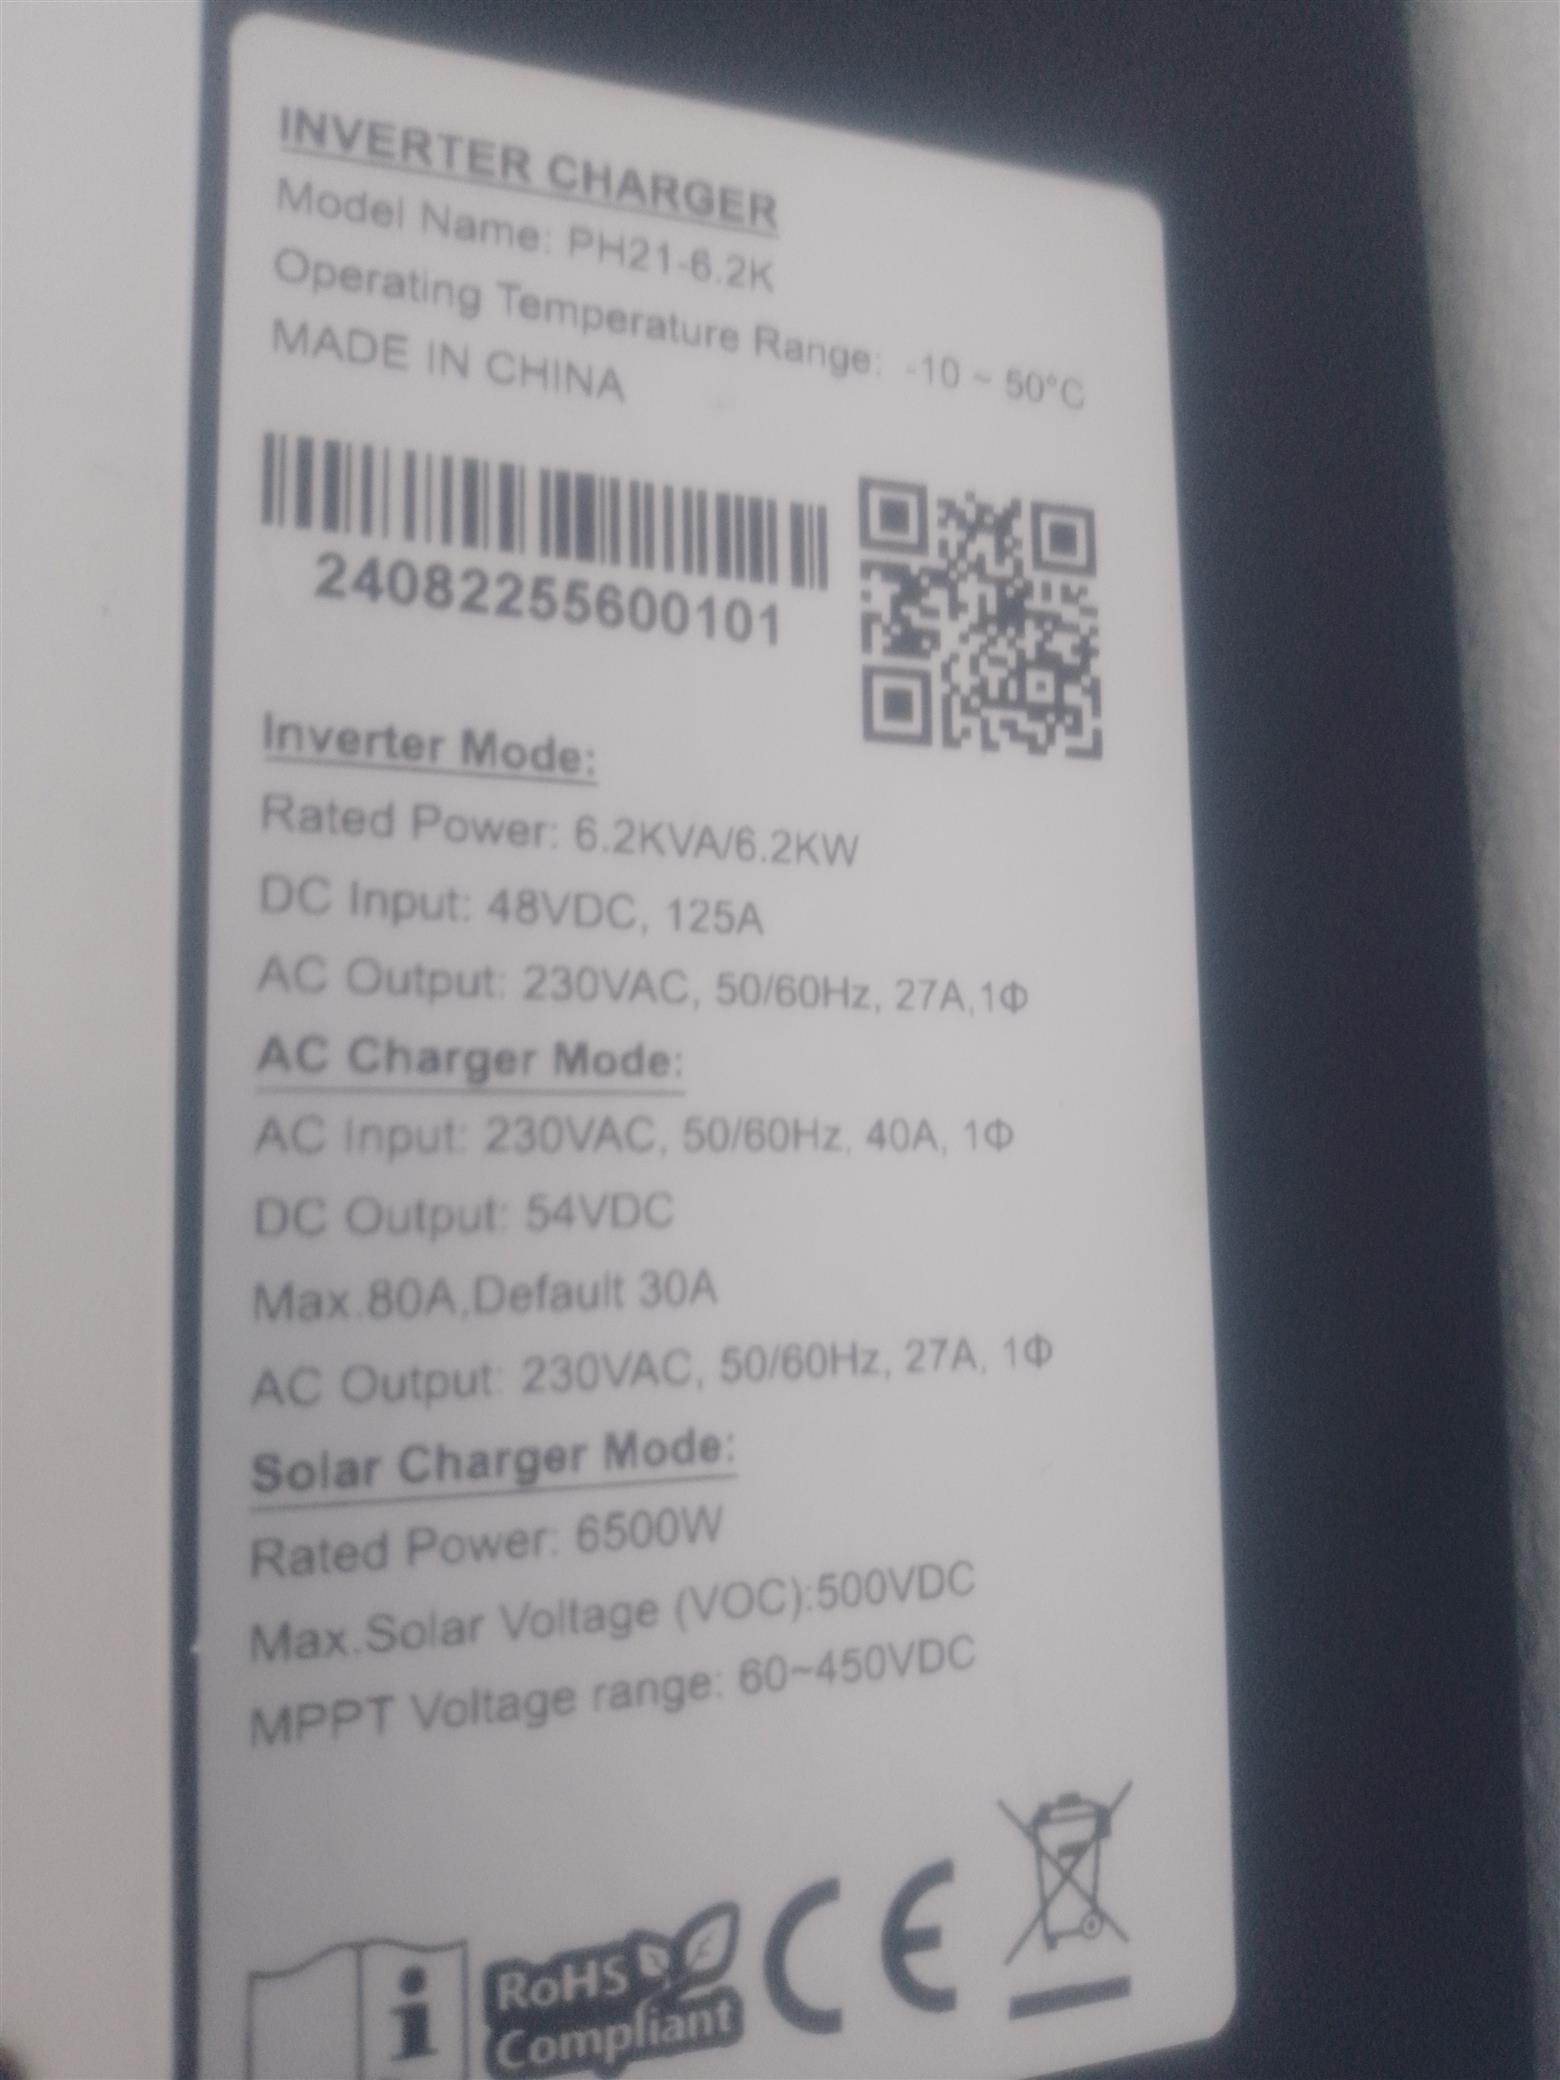 INVERTER CHARGER
Model Name: PH21-6.2K
Operating Temperature Range: -10 ~ 50°C
MADE IN CHINA
24082255600101
Inverter Mode:
Rated Power: 6.2KVA/6.2KW
DC Input: 48VDC, 125A
AC Output: 230VAC, 50/60Hz, 27A,1Φ
AC Charger Mode:
AC Input: 230VAC, 50/60Hz, 40A, 1Φ
DC Output: 54VDC
Max.80A,Default 30A
AC Output: 230VAC, 50/60Hz, 27A, 1Φ
Solar Charger Mode:
Rated Power: 6500W
Max.Solar Voltage (VOC):500VDC
MPPT Voltage range: 60~450VDC
i
RoHS
Compliant
CE